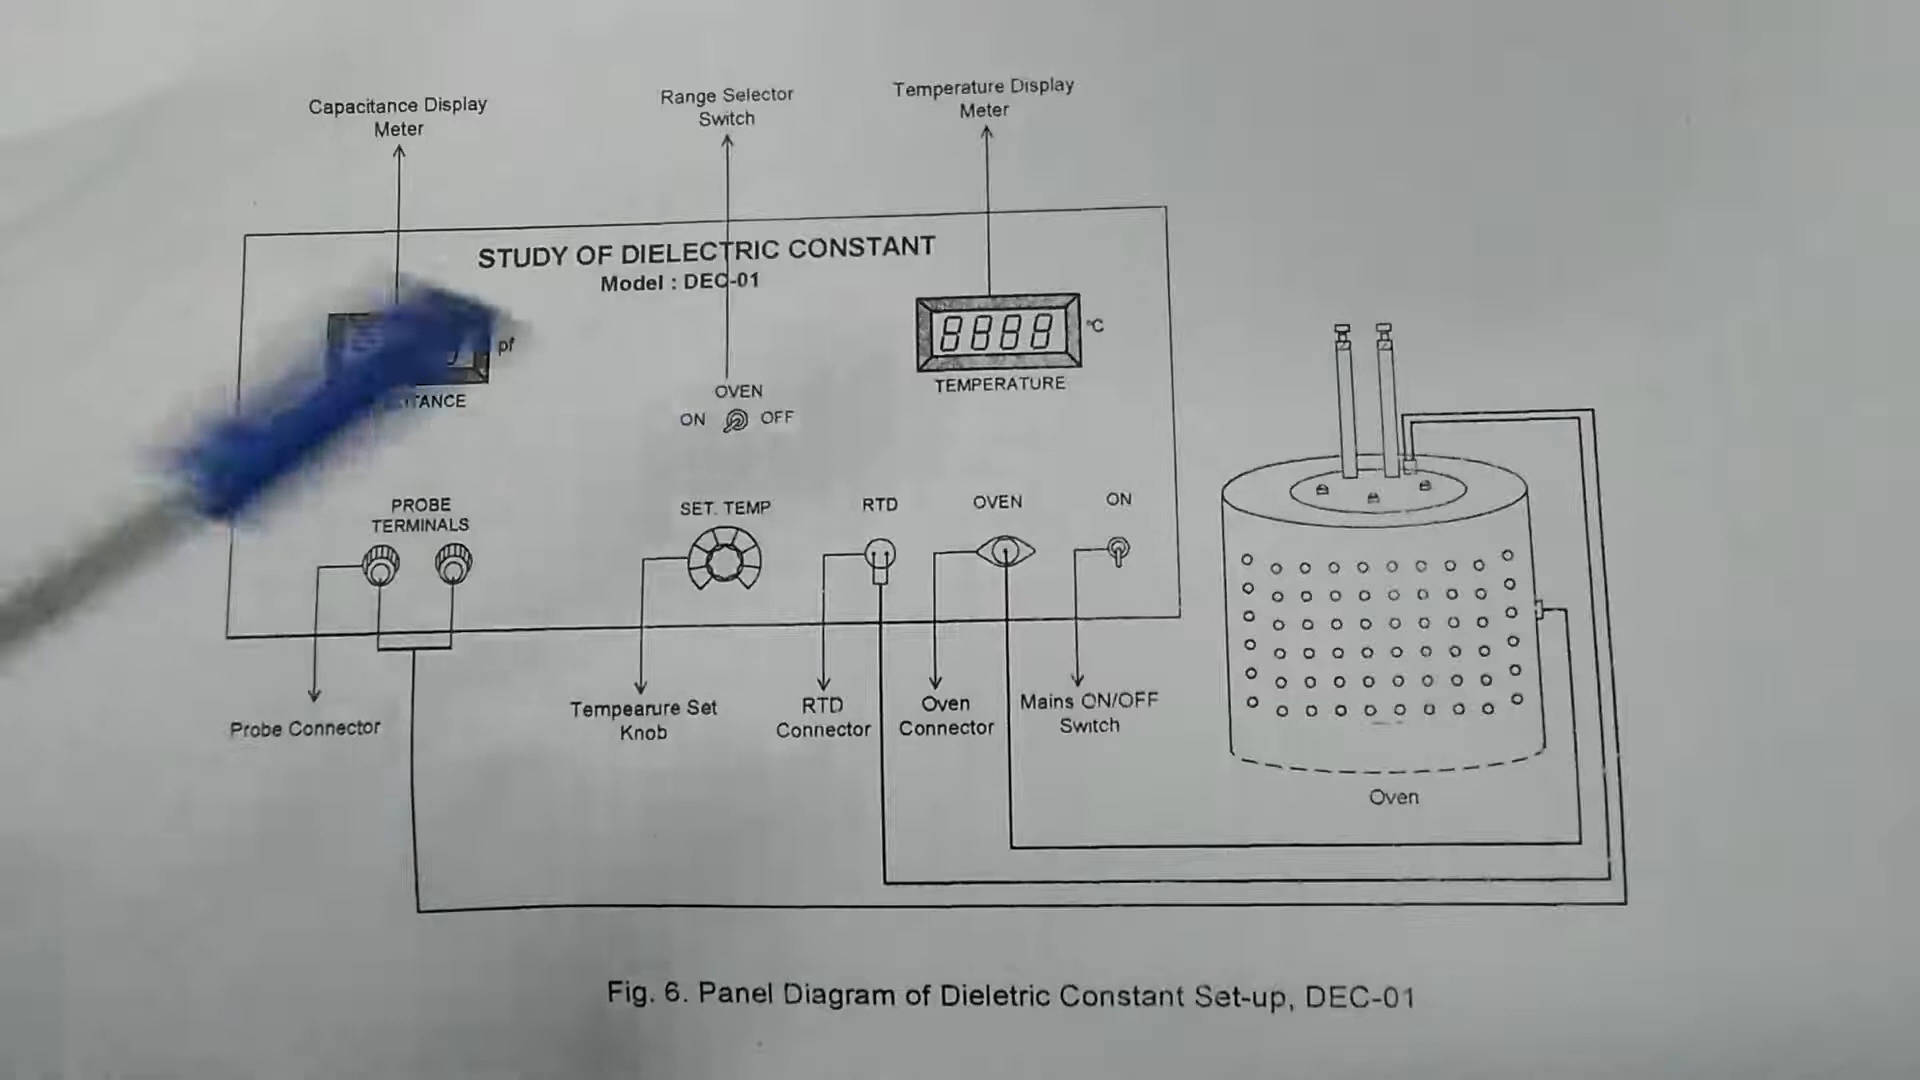 Capacitance Display
Meter
Range Selector
Switch
Temperature Display
Meter
STUDY OF DIELECTRIC CONSTANT
Model : DEC-01
pf
8888 °C
TEMPERATURE
OVEN
ON OFF
PROBE
TERMINALS
SET. TEMP
RTD
OVEN
ON
Probe Connector
Tempearure Set
Knob
RTD
Connector
Oven
Connector
Mains ON/OFF
Switch
Oven
Fig. 6. Panel Diagram of Dieletric Constant Set-up, DEC-01